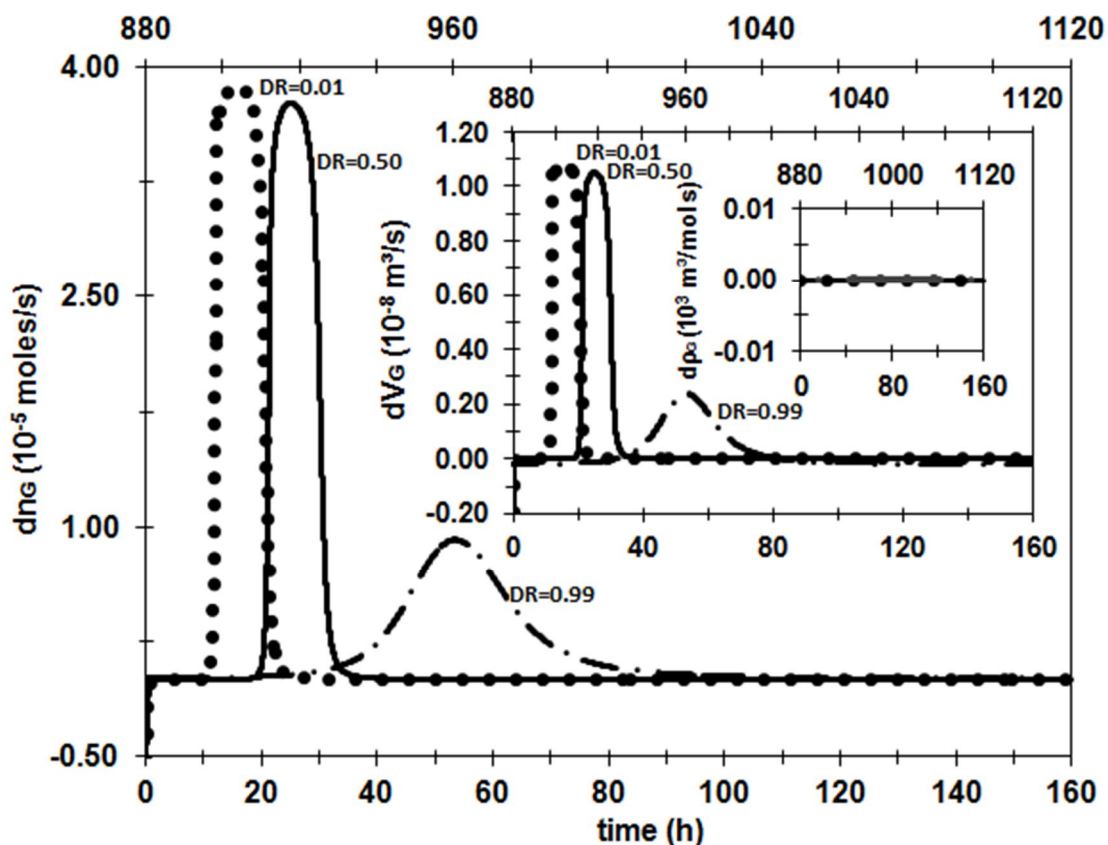 880 960 1040 1120
4.00
2.50
1.00
-0.50
dnG (10-5 moles/s)
0 20 40 60 80 100 120 140 160
time (h)
DR=0.01
DR=0.50
DR=0.99
880 960 1040 1120
1.20
1.00
0.80
0.60
0.40
0.20
0.00
-0.20
dVG (10-8 m³/s)
0 40 80 120 160
DR=0.01
DR=0.50
DR=0.99
880 1000 1120
0.01
0.00
-0.01
dρG (10³ m³/mol s)
0 80 160